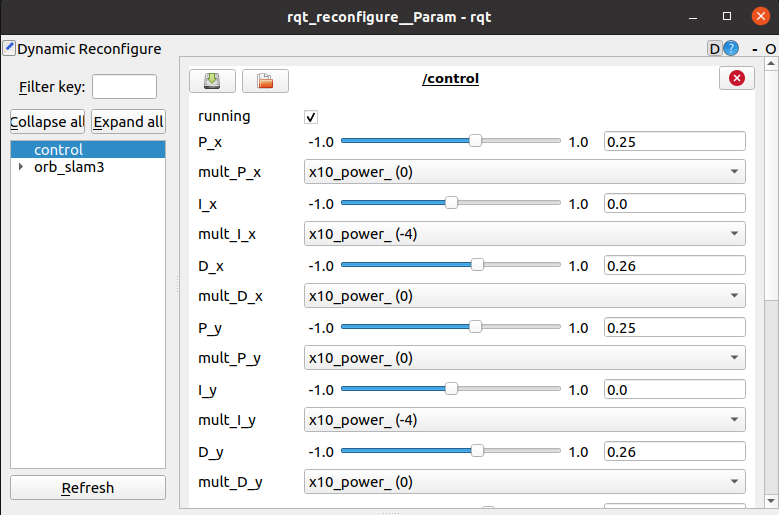 rqt_reconfigure__Param - rqt
Dynamic Reconfigure
D ? - O
Filter key:
Collapse all Expand all
control
orb_slam3
Refresh
/control
running
P_x -1.0 1.0 0.25
mult_P_x x10_power_ (0)
I_x -1.0 1.0 0.0
mult_I_x x10_power_ (-4)
D_x -1.0 1.0 0.26
mult_D_x x10_power_ (0)
P_y -1.0 1.0 0.25
mult_P_y x10_power_ (0)
I_y -1.0 1.0 0.0
mult_I_y x10_power_ (-4)
D_y -1.0 1.0 0.26
mult_D_y x10_power_ (0)